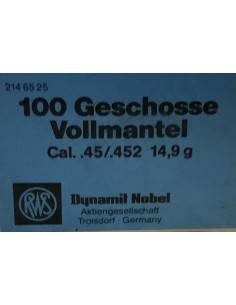 214 65 25
100 Geschosse
Vollmantel
Cal. .45/.452 14,9 g
RWS
Dynamit Nobel
Aktiengesellschaft
Troisdorf · Germany